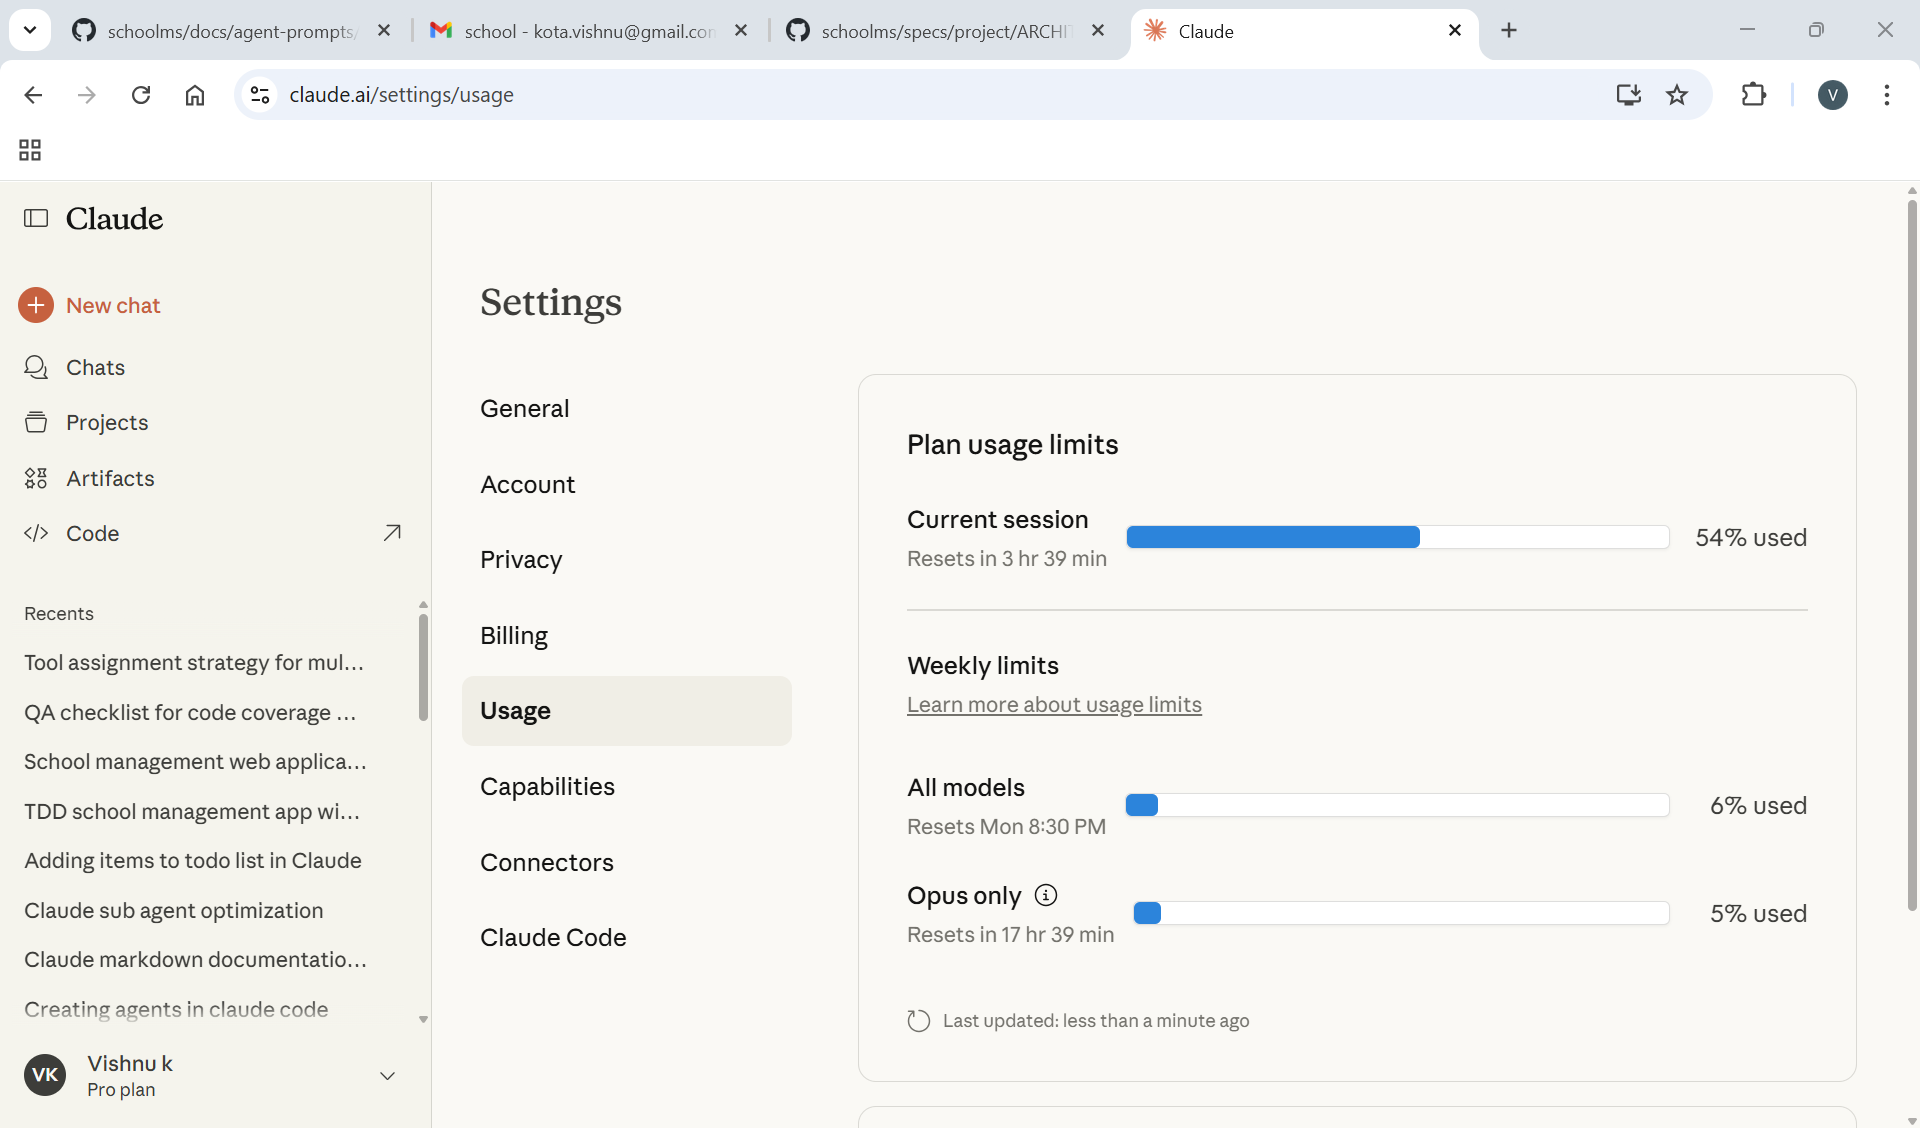 schoolms/docs/agent-prompts/
school - kota.vishnu@gmail.com
schoolms/specs/project/ARCHIT
Claude
claude.ai/settings/usage
V
Claude
New chat
Chats
Projects
Artifacts
Code
Recents
Tool assignment strategy for mul...
QA checklist for code coverage ...
School management web applica...
TDD school management app wi...
Adding items to todo list in Claude
Claude sub agent optimization
Claude markdown documentatio...
Creating agents in claude code
VK
Vishnu k
Pro plan
Settings
General
Account
Privacy
Billing
Usage
Capabilities
Connectors
Claude Code
Plan usage limits
Current session
Resets in 3 hr 39 min
54% used
Weekly limits
Learn more about usage limits
All models
Resets Mon 8:30 PM
6% used
Opus only
Resets in 17 hr 39 min
5% used
Last updated: less than a minute ago